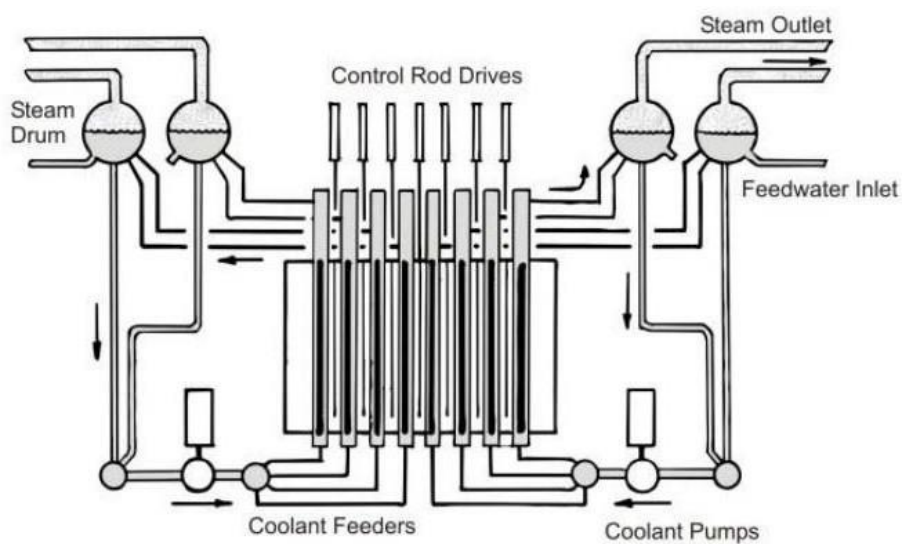 Steam Outlet
Control Rod Drives
Steam
Drum
Feedwater Inlet
Coolant Feeders
Coolant Pumps